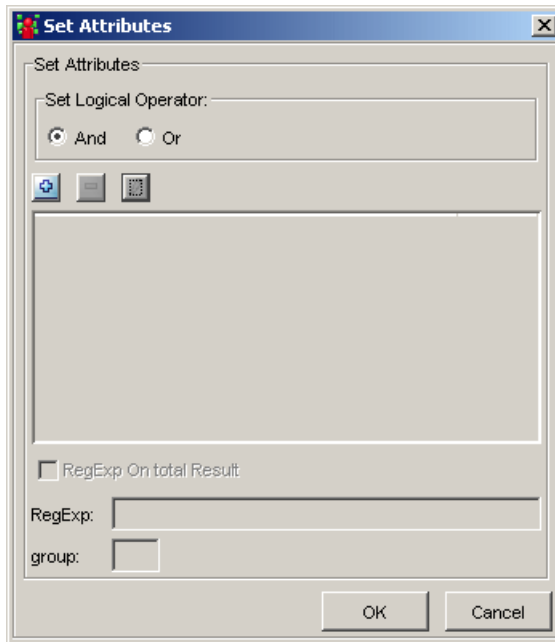 Set Attributes
Set Attributes
Set Logical Operator:
And Or
RegExp On total Result
RegExp:
group:
OK Cancel